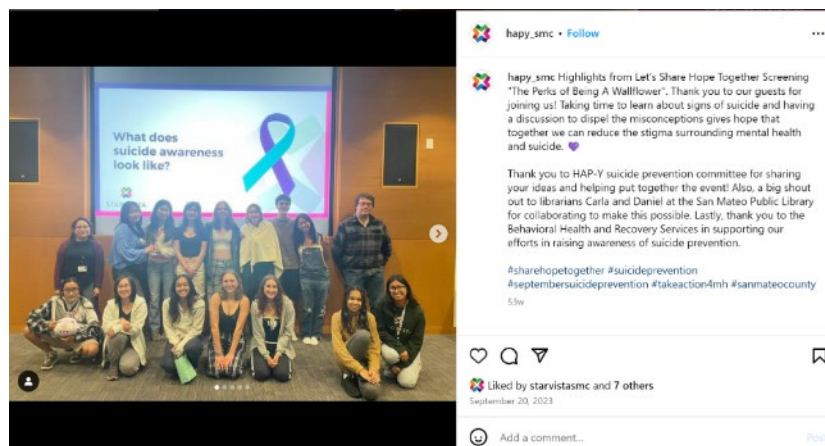 What does
suicide awareness
look like?
hapy_smc • Follow
hapy_smc Highlights from Let's Share Hope Together Screening
"The Perks of Being A Wallflower". Thank you to our guests for
joining us! Taking time to learn about signs of suicide and having
a discussion to dispel the misconceptions gives hope that
together we can reduce the stigma surrounding mental health
and suicide. 💜
Thank you to HAP-Y suicide prevention committee for sharing
your ideas and helping put together the event! Also, a big shout
out to librarians Carla and Daniel at the San Mateo Public Library
for collaborating to make this possible. Lastly, thank you to the
Behavioral Health and Recovery Services in supporting our
efforts in raising awareness of suicide prevention.
#sharehopetogether #suicideprevention
#septembersuicideprevention #takeaction4mh #sanmateocounty
53w
Liked by starvistasmc and 7 others
September 20, 2023
Add a comment...
Post